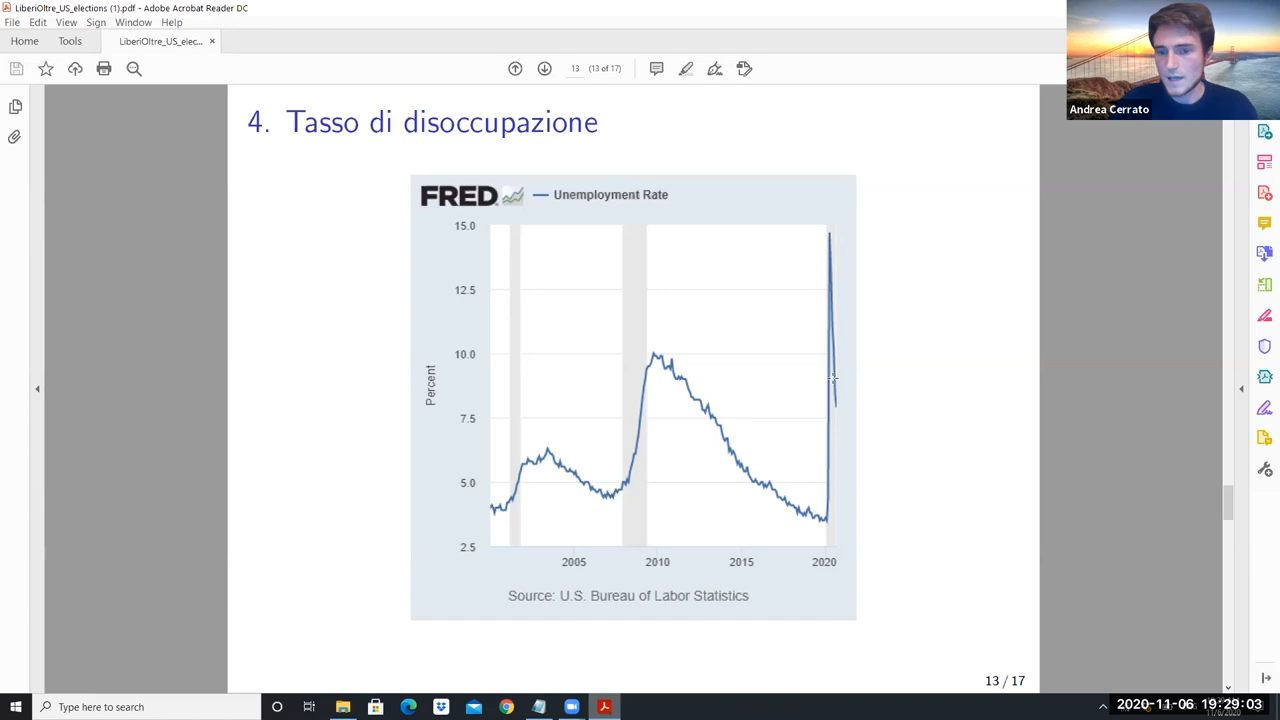 LiberiOltre_US_elections (1).pdf - Adobe Acrobat Reader DC
File Edit View Sign Window Help
Home Tools LiberiOltre_US_elec... ×
13 (13 of 17)
Andrea Cerrato
4. Tasso di disoccupazione
FRED Unemployment Rate
15.0
12.5
10.0
7.5
5.0
2.5
Percent
2005 2010 2015 2020
Source: U.S. Bureau of Labor Statistics
13 / 17
Type here to search
2020-11-06 19:29:03
11/6/2020